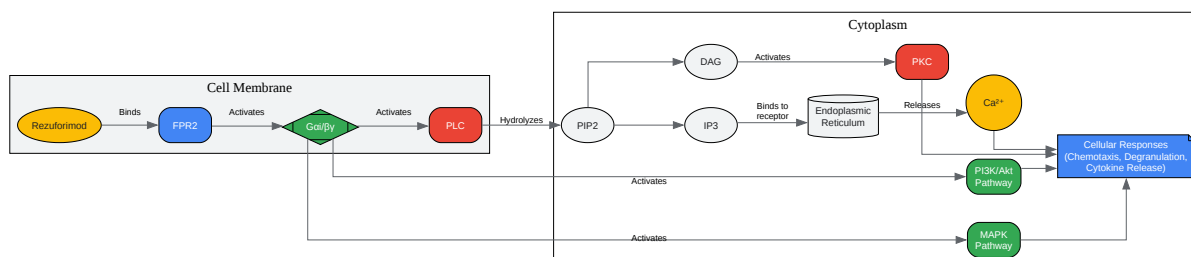 Cytoplasm
Cell Membrane
Rezuforimod
Binds
FPR2
Activates
Gαi/βγ
Activates
PLC
Hydrolyzes
PIP2
DAG
Activates
PKC
IP3
Binds to
receptor
Endoplasmic
Reticulum
Releases
Ca²⁺
Cellular Responses
(Chemotaxis, Degranulation,
Cytokine Release)
Activates
PI3K/Akt
Pathway
Activates
MAPK
Pathway